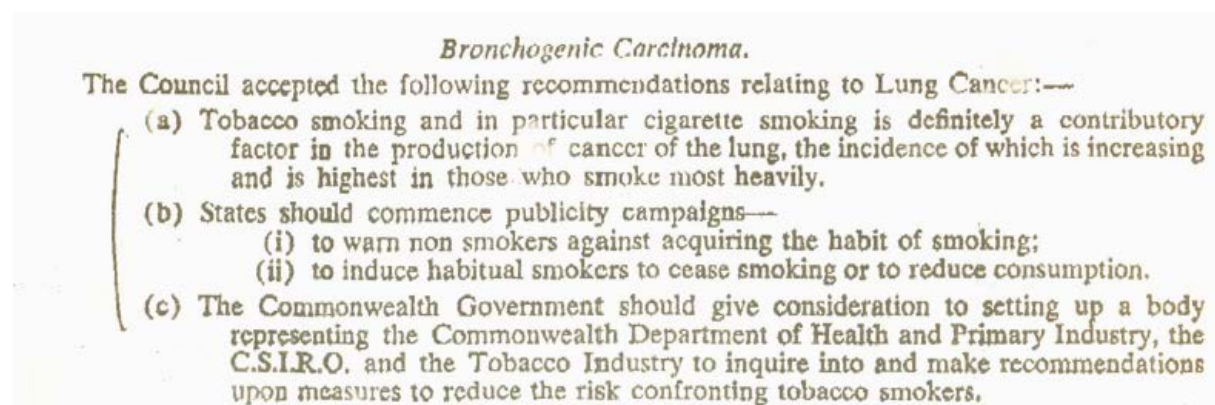 Bronchogenic Carcinoma.
The Council accepted the following recommendations relating to Lung Cancer:—
(a) Tobacco smoking and in particular cigarette smoking is definitely a contributory
factor in the production of cancer of the lung, the incidence of which is increasing
and is highest in those who smoke most heavily.
(b) States should commence publicity campaigns—
(i) to warn non smokers against acquiring the habit of smoking;
(ii) to induce habitual smokers to cease smoking or to reduce consumption.
(c) The Commonwealth Government should give consideration to setting up a body
representing the Commonwealth Department of Health and Primary Industry, the
C.S.I.R.O. and the Tobacco Industry to inquire into and make recommendations
upon measures to reduce the risk confronting tobacco smokers.